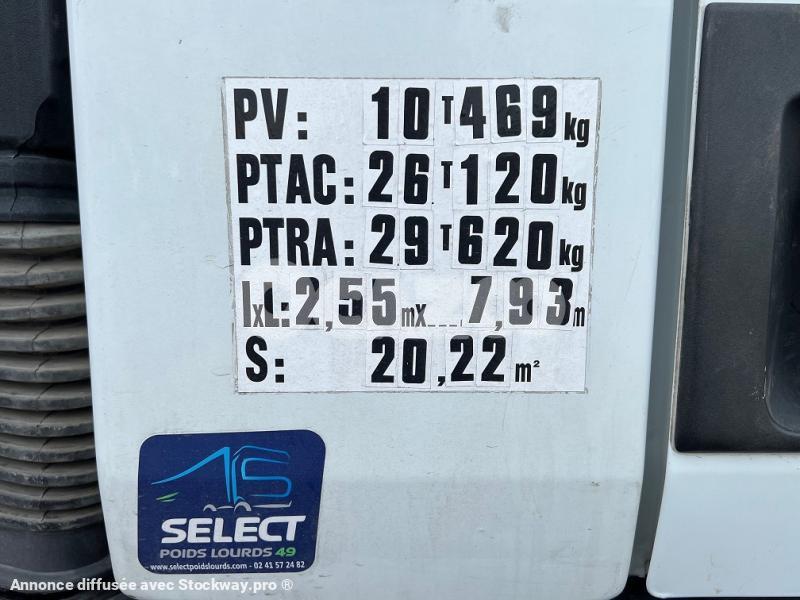 PV: 10 T 469 kg
PTAC: 26 T 120 kg
PTRA: 29 T 620 kg
lxL: 2,55 mx___ 7,93 m
S: 20,22 m²
SELECT
POIDS LOURDS 49
www.selectpoidslourds.com - 02 41 57 24 82
Annonce diffusée avec Stockway.pro ®